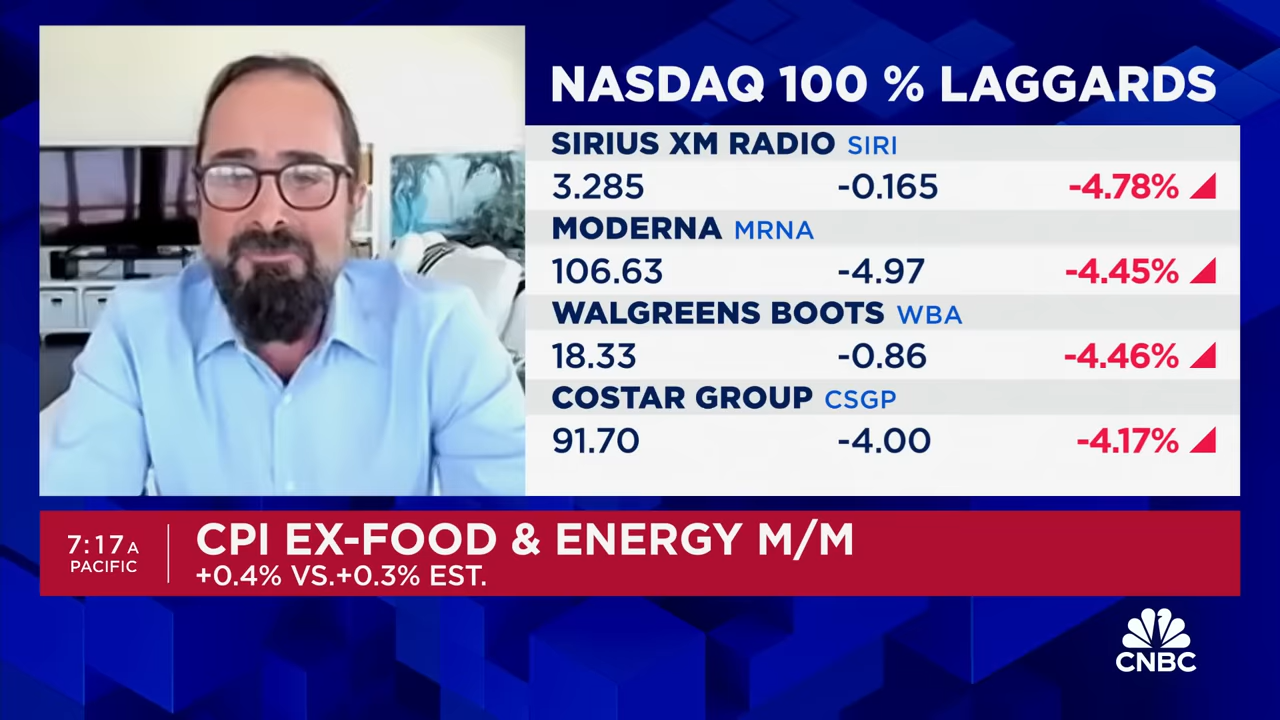 NASDAQ 100 % LAGGARDS
SIRIUS XM RADIO SIRI
3.285 -0.165 -4.78%
MODERNA MRNA
106.63 -4.97 -4.45%
WALGREENS BOOTS WBA
18.33 -0.86 -4.46%
COSTAR GROUP CSGP
91.70 -4.00 -4.17%
7:17A
PACIFIC
CPI EX-FOOD & ENERGY M/M
+0.4% VS.+0.3% EST.
CNBC